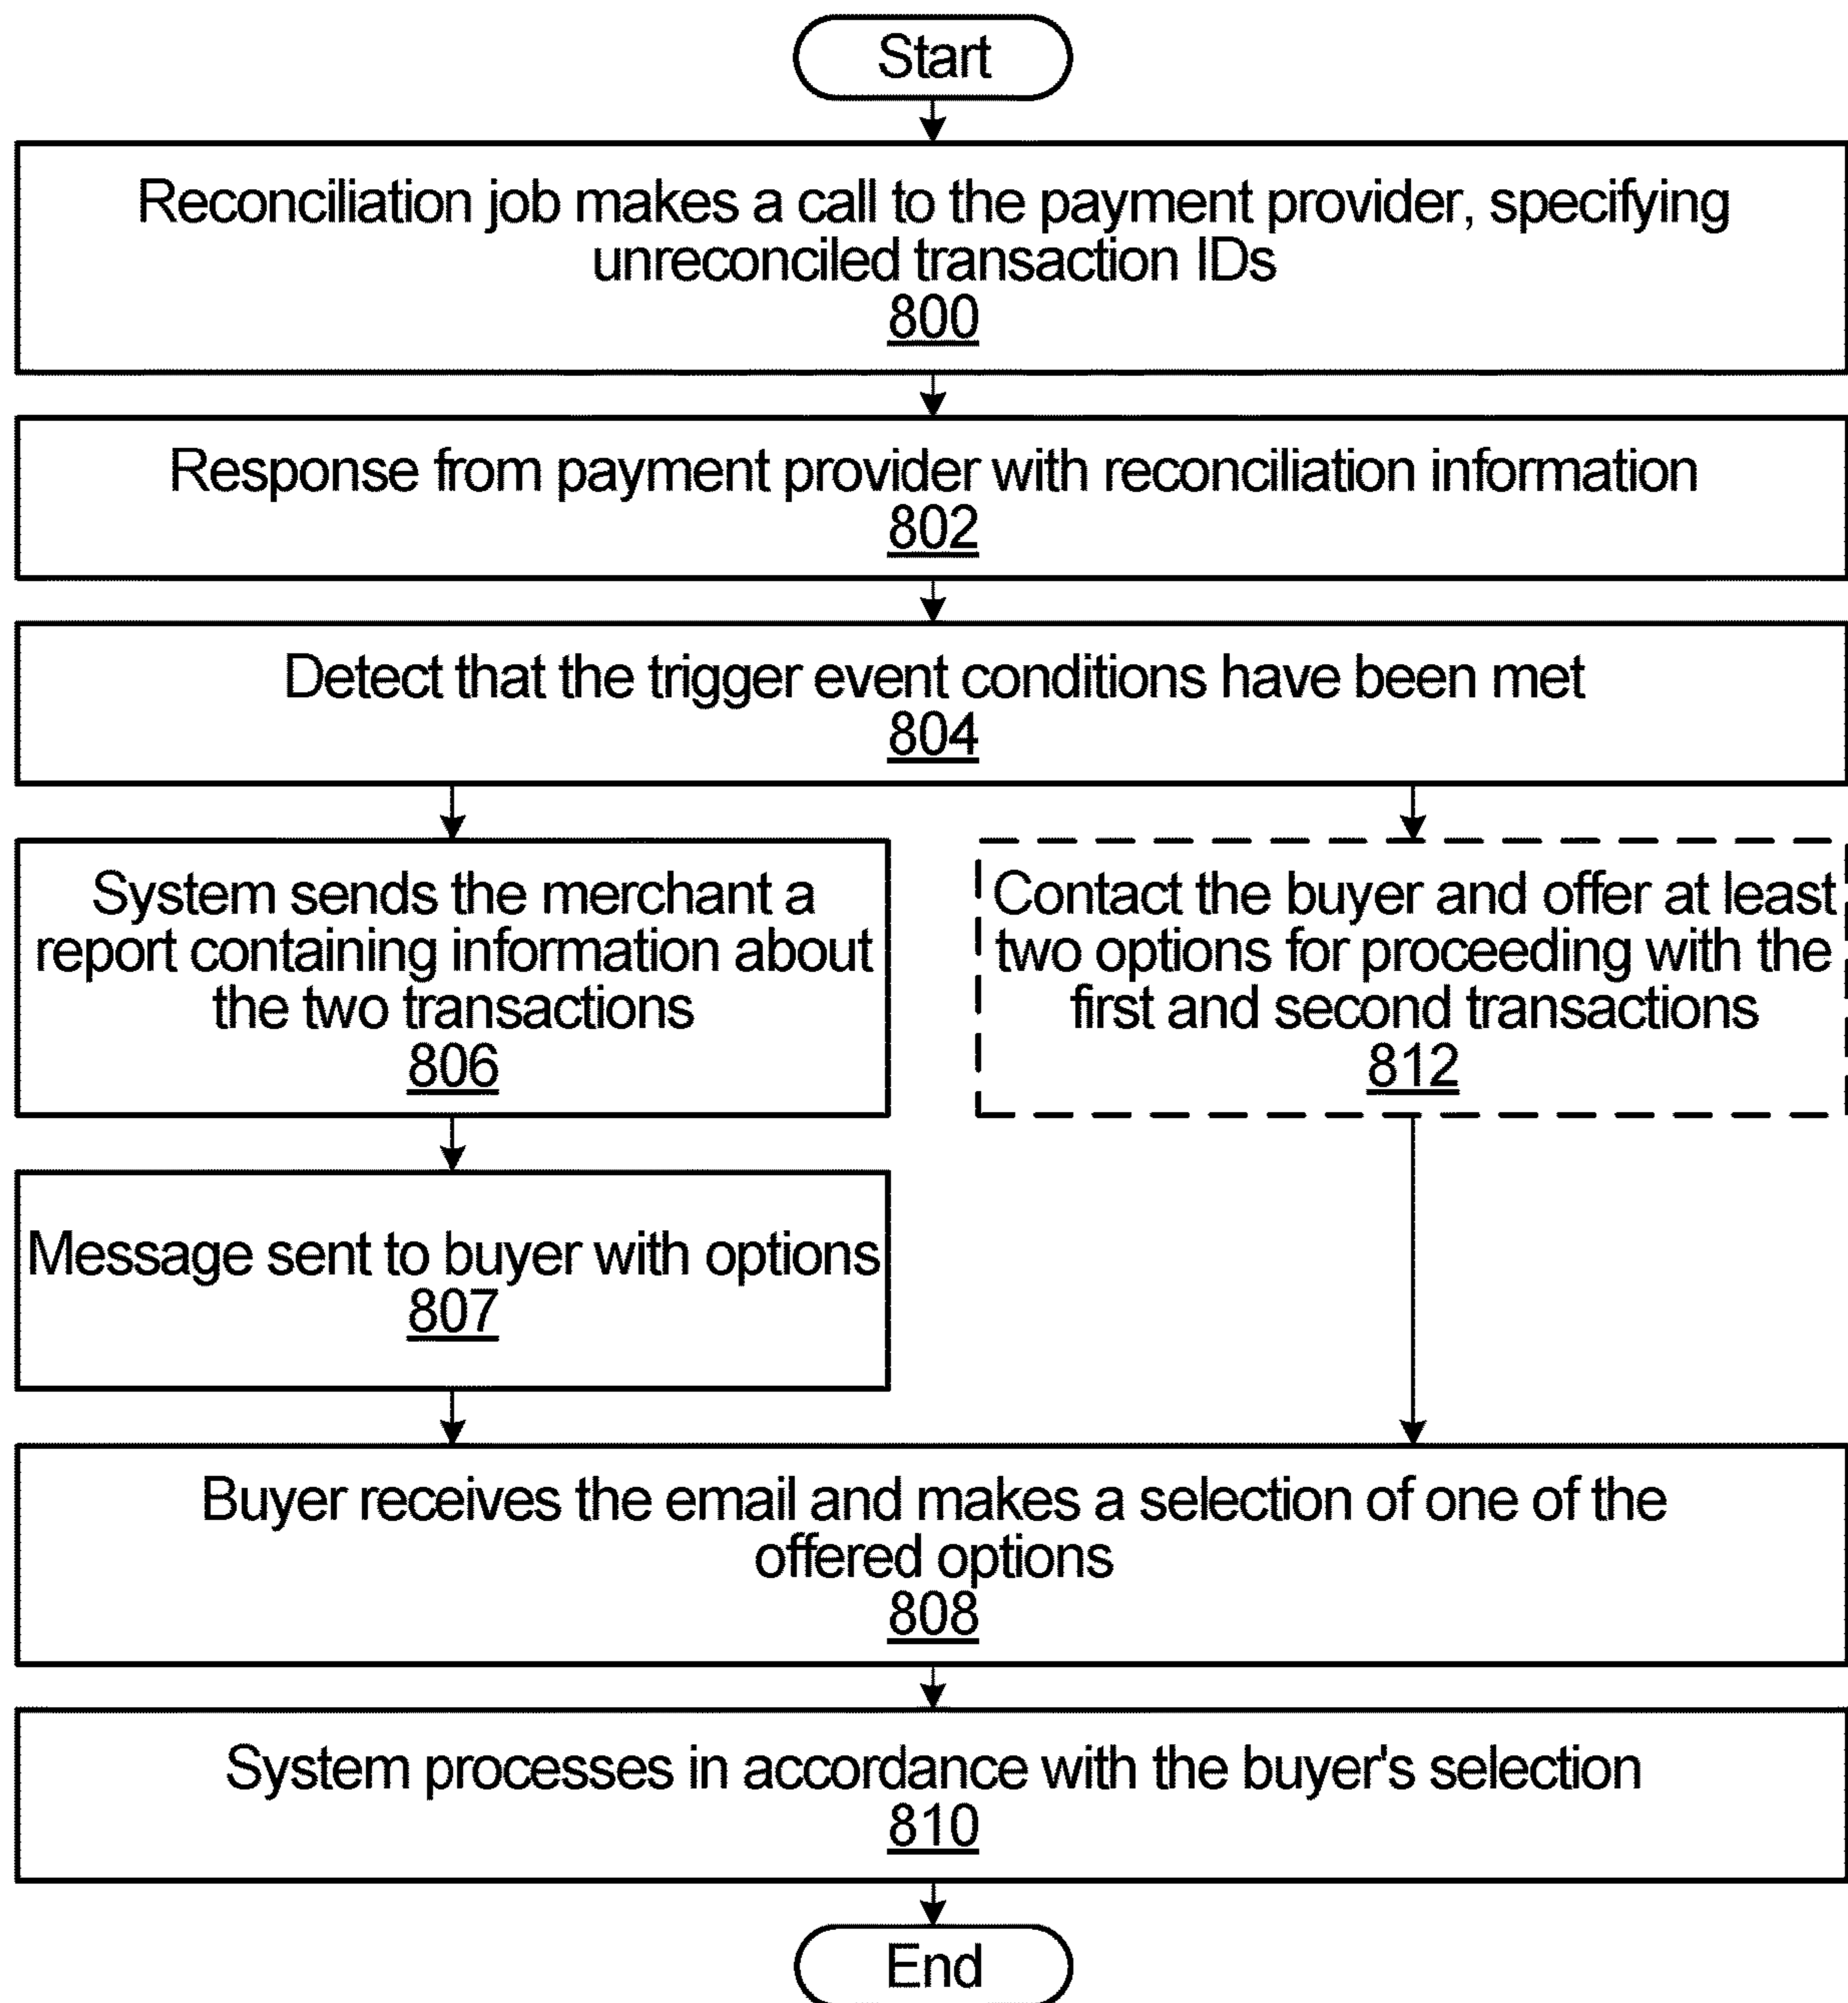 Start
Reconciliation job makes a call to the payment provider, specifying
unreconciled transaction IDs
800
Response from payment provider with reconciliation information
802
Detect that the trigger event conditions have been met
804
System sends the merchant a
report containing information about
the two transactions
806
Contact the buyer and offer at least
two options for proceeding with the
first and second transactions
812
Message sent to buyer with options
807
Buyer receives the email and makes a selection of one of the
offered options
808
System processes in accordance with the buyer's selection
810
End